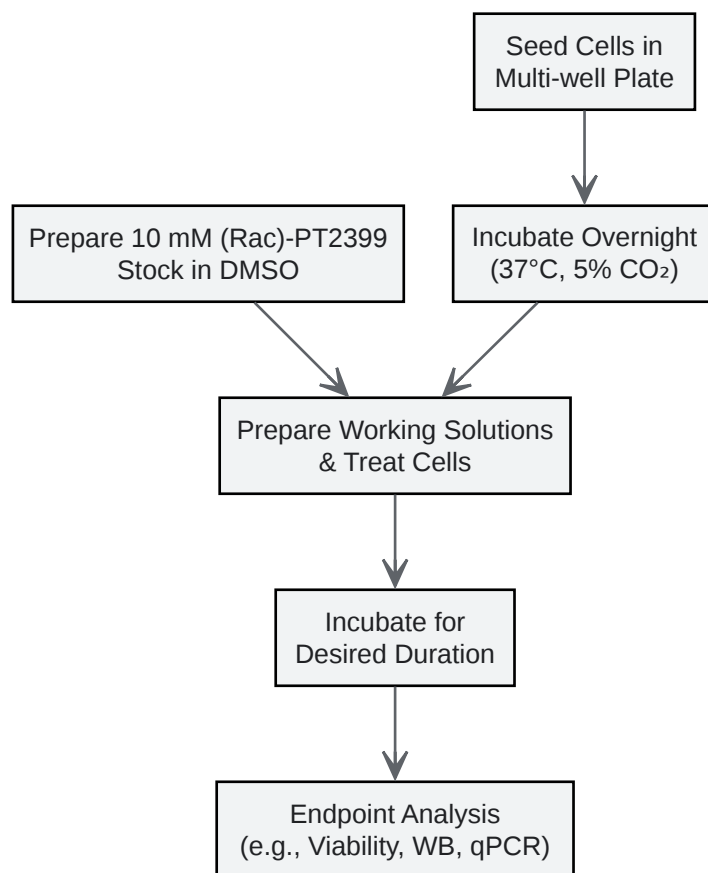 Seed Cells in
Multi-well Plate
Prepare 10 mM (Rac)-PT2399
Stock in DMSO
Incubate Overnight
(37°C, 5% CO₂)
Prepare Working Solutions
& Treat Cells
Incubate for
Desired Duration
Endpoint Analysis
(e.g., Viability, WB, qPCR)